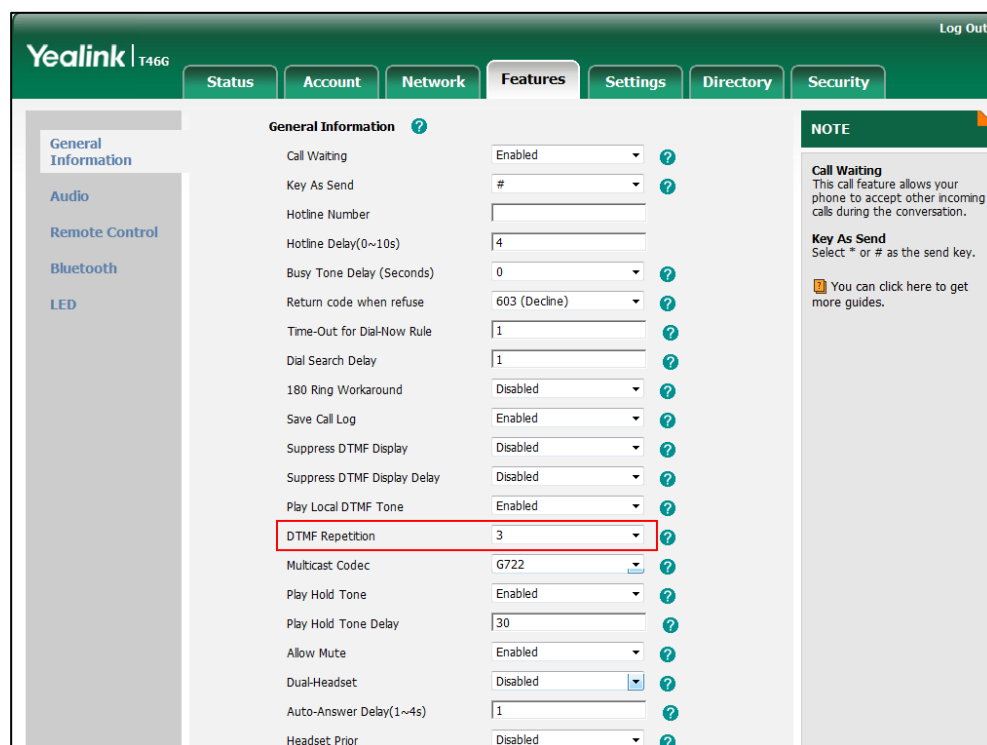 Log Out
Yealink | T46G
Status Account Network Features Settings Directory Security
General
Information
Audio
Remote Control
Bluetooth
LED
General Information ?
Call Waiting Enabled ?
Key As Send # ?
Hotline Number
Hotline Delay(0~10s) 4
Busy Tone Delay (Seconds) 0 ?
Return code when refuse 603 (Decline) ?
Time-Out for Dial-Now Rule 1 ?
Dial Search Delay 1 ?
180 Ring Workaround Disabled ?
Save Call Log Enabled ?
Suppress DTMF Display Disabled ?
Suppress DTMF Display Delay Disabled ?
Play Local DTMF Tone Enabled ?
DTMF Repetition 3 ?
Multicast Codec G722 ?
Play Hold Tone Enabled ?
Play Hold Tone Delay 30 ?
Allow Mute Enabled ?
Dual-Headset Disabled ?
Auto-Answer Delay(1~4s) 1 ?
Headset Prior Disabled ?
NOTE
Call Waiting
This call feature allows your
phone to accept other incoming
calls during the conversation.
Key As Send
Select * or # as the send key.
? You can click here to get
more guides.